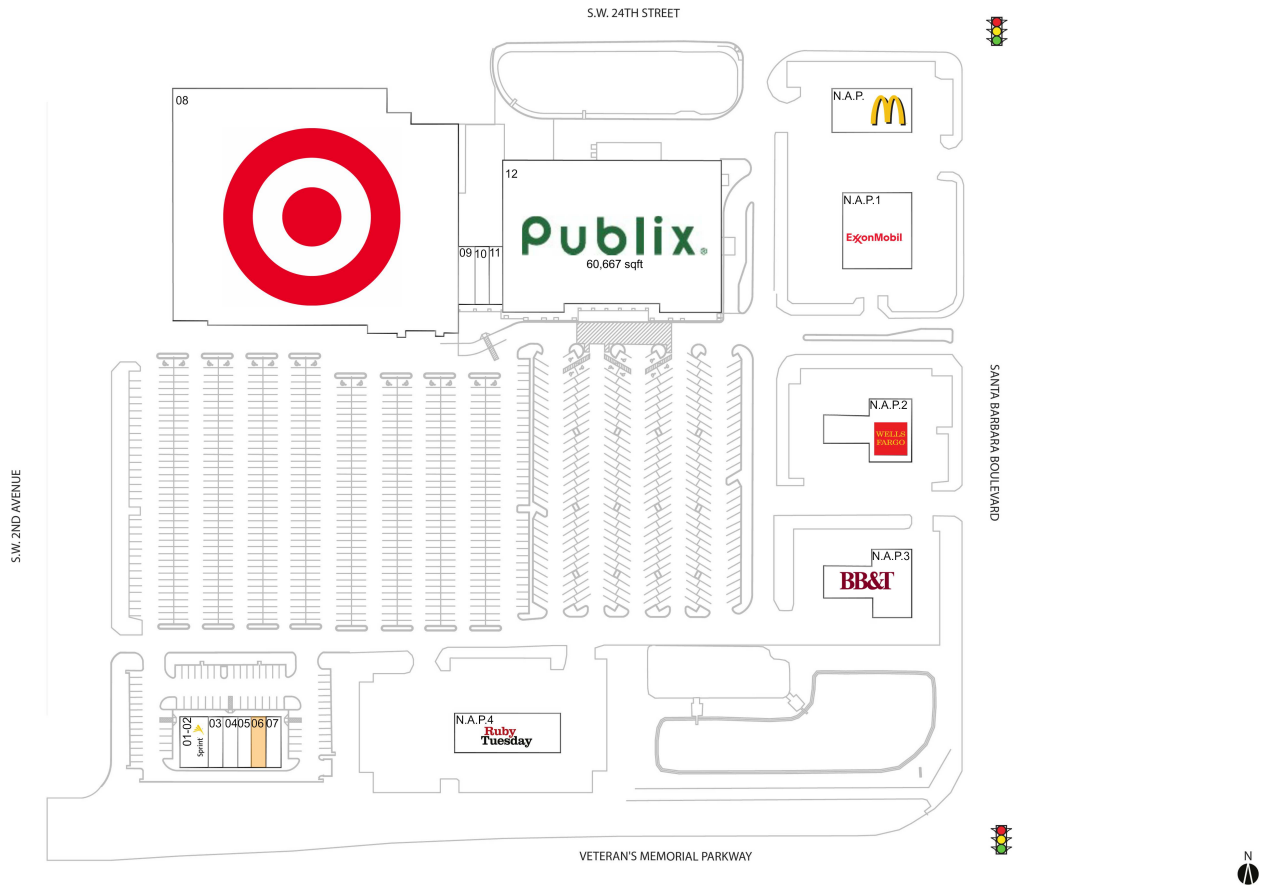 S.W. 24TH STREET
08
N.A.P.
12
Publix®
60,667 sqft
N.A.P.1
ExxonMobil
09
10
11
S.W. 2ND AVENUE
SANTA BARBARA BOULEVARD
N.A.P.2
WELLS
FARGO
N.A.P.3
BB&T
01-02
Sprint
03
04
05
06
07
N.A.P.4
Ruby
Tuesday
VETERAN'S MEMORIAL PARKWAY
N